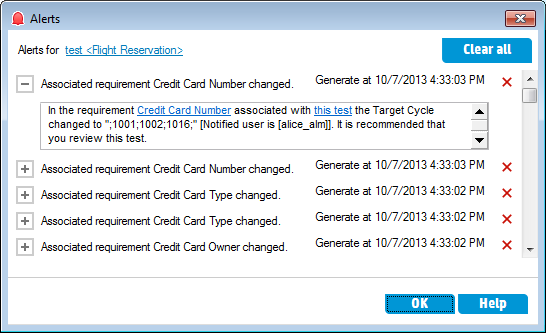 Alerts
Alerts for test <Flight Reservation>
Clear all
Associated requirement Credit Card Number changed. Generate at 10/7/2013 4:33:03 PM
In the requirement Credit Card Number associated with this test the Target Cycle
changed to ";1001;1002;1016;" [Notified user is [alice_alm]]. It is recommended that
you review this test.
Associated requirement Credit Card Number changed. Generate at 10/7/2013 4:33:03 PM
Associated requirement Credit Card Type changed. Generate at 10/7/2013 4:33:02 PM
Associated requirement Credit Card Type changed. Generate at 10/7/2013 4:33:02 PM
Associated requirement Credit Card Owner changed. Generate at 10/7/2013 4:33:02 PM
OK Help